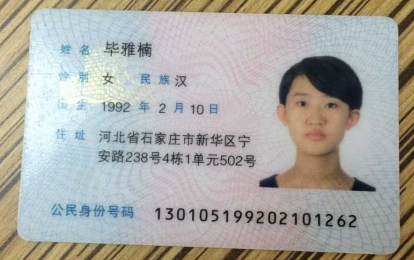 姓名 毕雅楠
性别 女 民族 汉
出生 1992 年 2 月 10 日
住址 河北省石家庄市新华区宁
安路238号4栋1单元502号
公民身份号码 130105199202101262